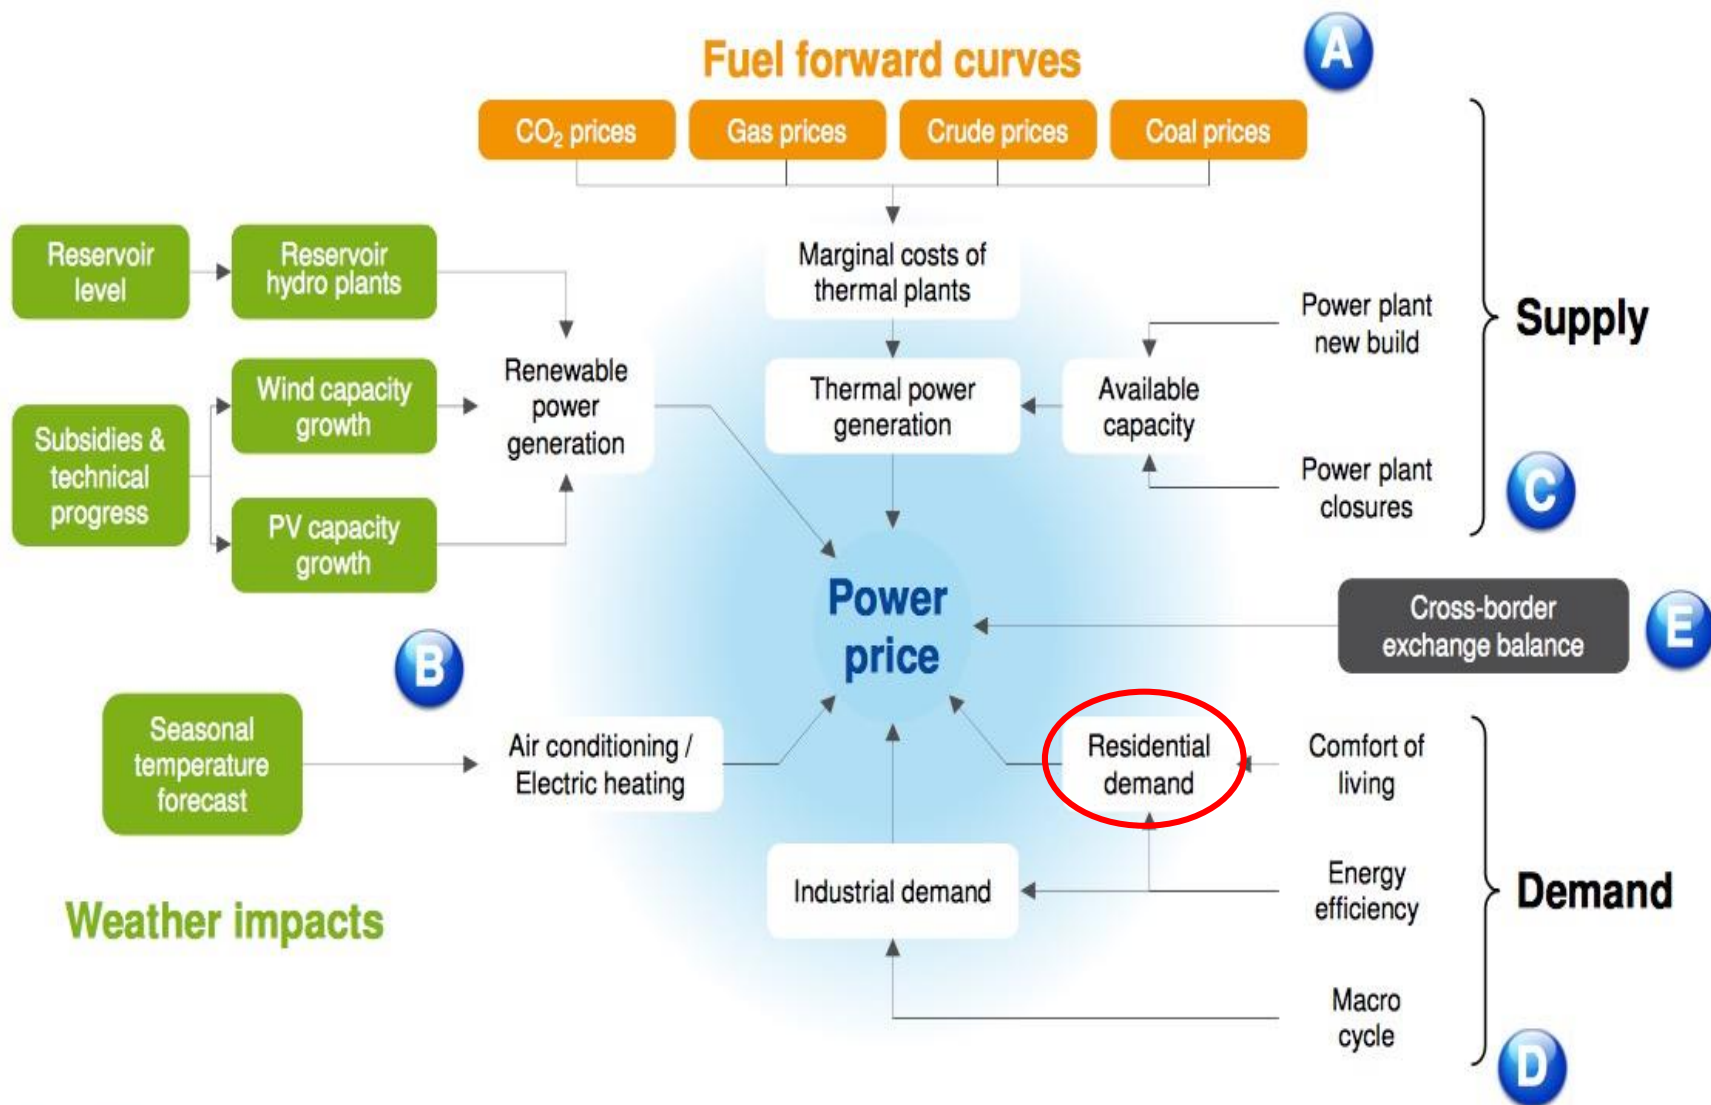 Fuel forward curves
A
CO₂ prices
Gas prices
Crude prices
Coal prices
Reservoir
level
Reservoir
hydro plants
Marginal costs of
thermal plants
Power plant
new build
Supply
Subsidies &
technical
progress
Wind capacity
growth
Renewable
power
generation
Thermal power
generation
Available
capacity
Power plant
closures
C
PV capacity
growth
Power
price
Cross-border
exchange balance
E
B
Seasonal
temperature
forecast
Air conditioning /
Electric heating
Residential
demand
Comfort of
living
Weather impacts
Industrial demand
Energy
efficiency
Demand
Macro
cycle
D